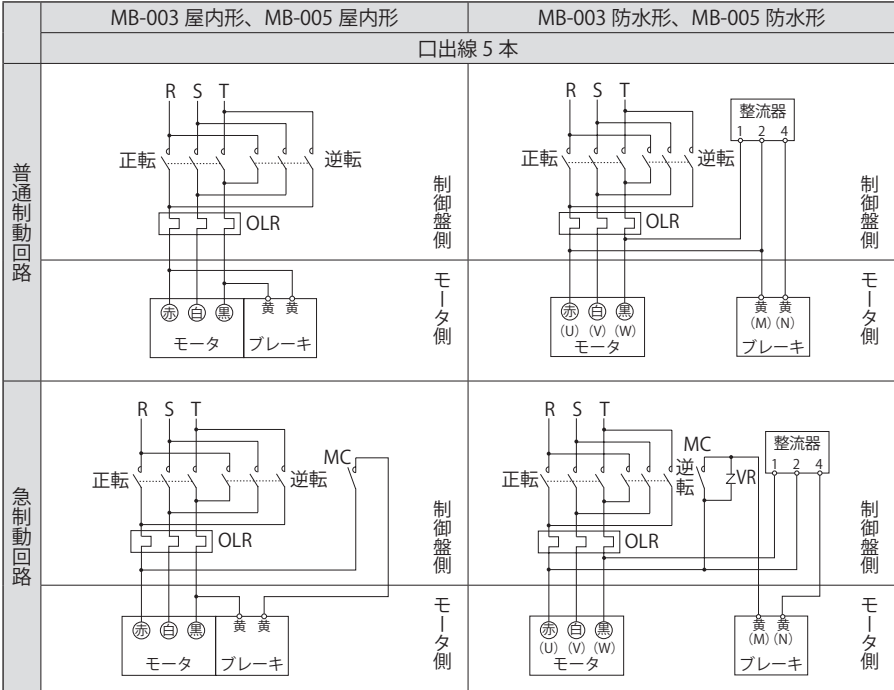 MB-003 屋内形、MB-005 屋内形
MB-003 防水形、MB-005 防水形
口出線 5 本
普通制動回路
R S T
正転
逆転
OLR
制御盤側
モータ側
赤 白 黒
黄 黄
モータ
ブレーキ
R S T
整流器
1 2 4
正転
逆転
OLR
制御盤側
モータ側
赤 白 黒
(U) (V) (W)
モータ
黄 黄
(M) (N)
ブレーキ
急制動回路
R S T
MC
正転
逆転
OLR
制御盤側
モータ側
赤 白 黒
黄 黄
モータ
ブレーキ
R S T
MC
整流器
1 2 4
正転
逆転
VR
OLR
制御盤側
モータ側
赤 白 黒
(U) (V) (W)
モータ
黄 黄
(M) (N)
ブレーキ